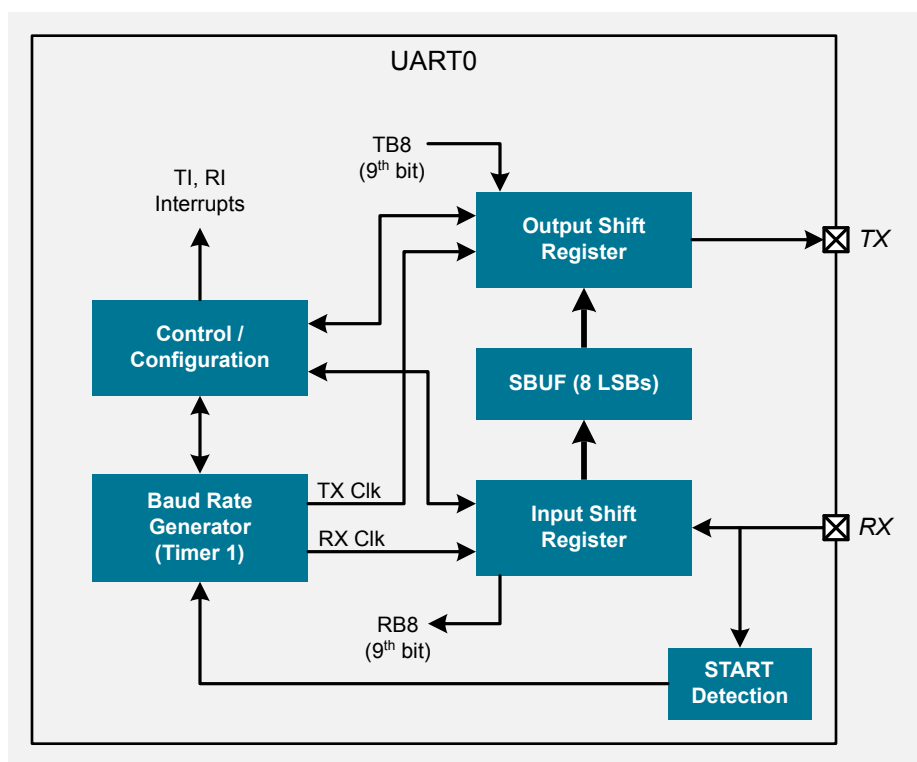 UART0
TB8
(9th bit)
TI, RI
Interrupts
Output Shift
Register
TX
Control /
Configuration
SBUF (8 LSBs)
Baud Rate
Generator
(Timer 1)
TX Clk
RX Clk
Input Shift
Register
RX
RB8
(9th bit)
START
Detection